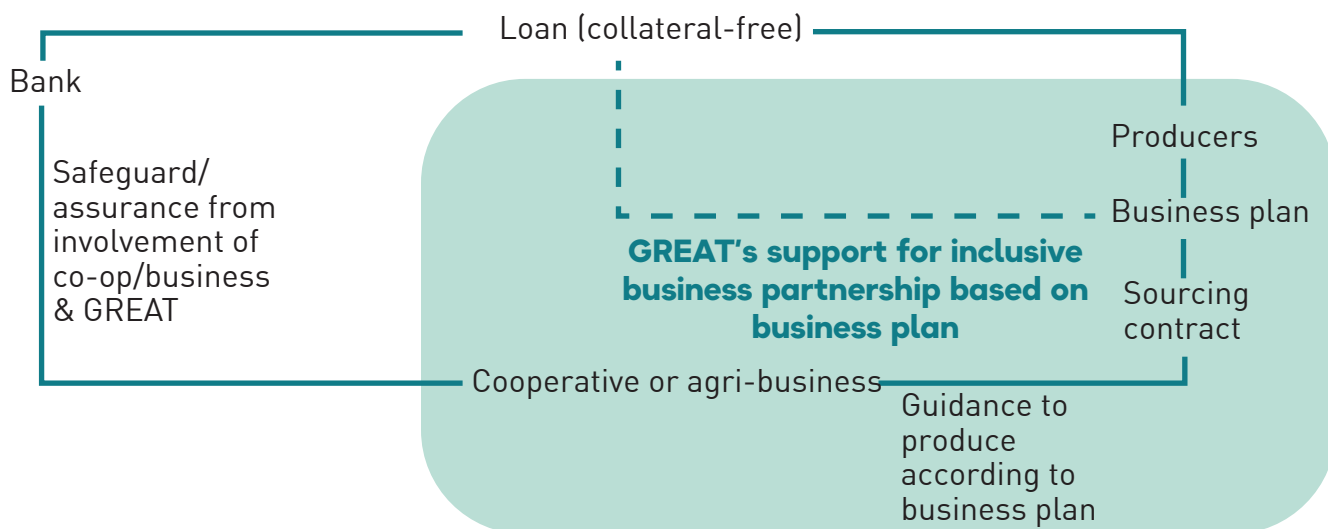 Loan (collateral-free)
Bank
Safeguard/
assurance from
involvement of
co-op/business
& GREAT
Producers
Business plan
GREAT's support for inclusive
business partnership based on
business plan
Sourcing
contract
Cooperative or agri-business
Guidance to
produce
according to
business plan